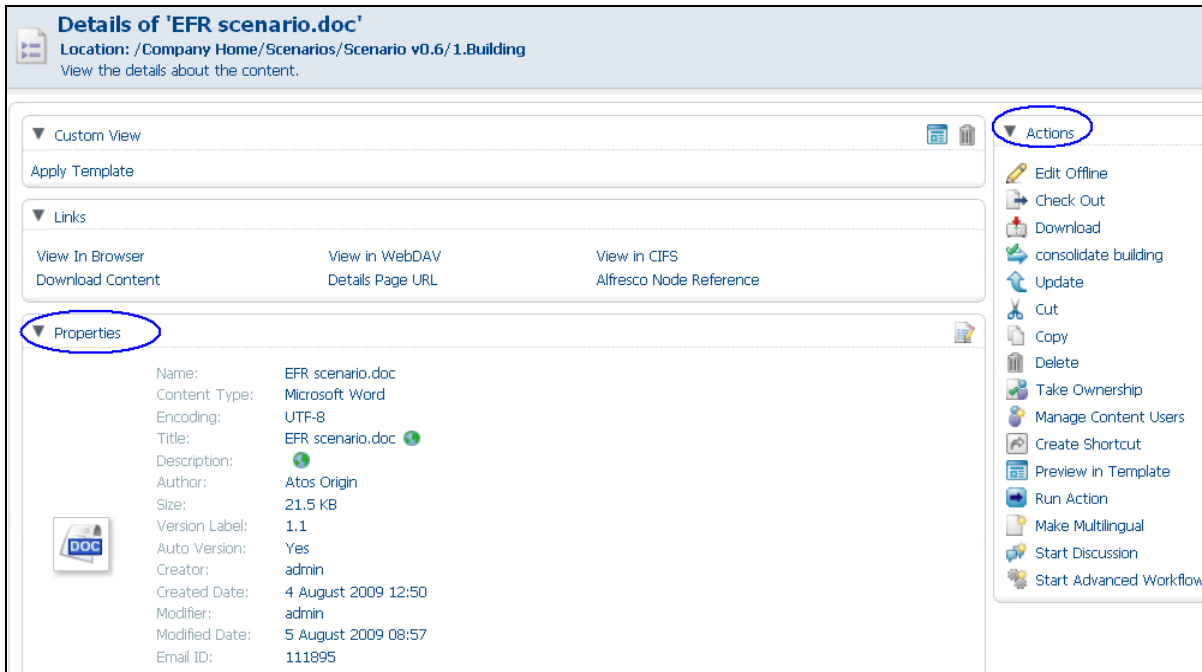 Details of 'EFR scenario.doc'
Location: /Company Home/Scenarios/Scenario v0.6/1.Building
View the details about the content.
Custom View
Apply Template
Links
View In Browser View in WebDAV View in CIFS
Download Content Details Page URL Alfresco Node Reference
Properties
Name: EFR scenario.doc
Content Type: Microsoft Word
Encoding: UTF-8
Title: EFR scenario.doc
Description:
Author: Atos Origin
Size: 21.5 KB
Version Label: 1.1
Auto Version: Yes
Creator: admin
Created Date: 4 August 2009 12:50
Modifier: admin
Modified Date: 5 August 2009 08:57
Email ID: 111895
DOC
Actions
Edit Offline
Check Out
Download
consolidate building
Update
Cut
Copy
Delete
Take Ownership
Manage Content Users
Create Shortcut
Preview in Template
Run Action
Make Multilingual
Start Discussion
Start Advanced Workflow